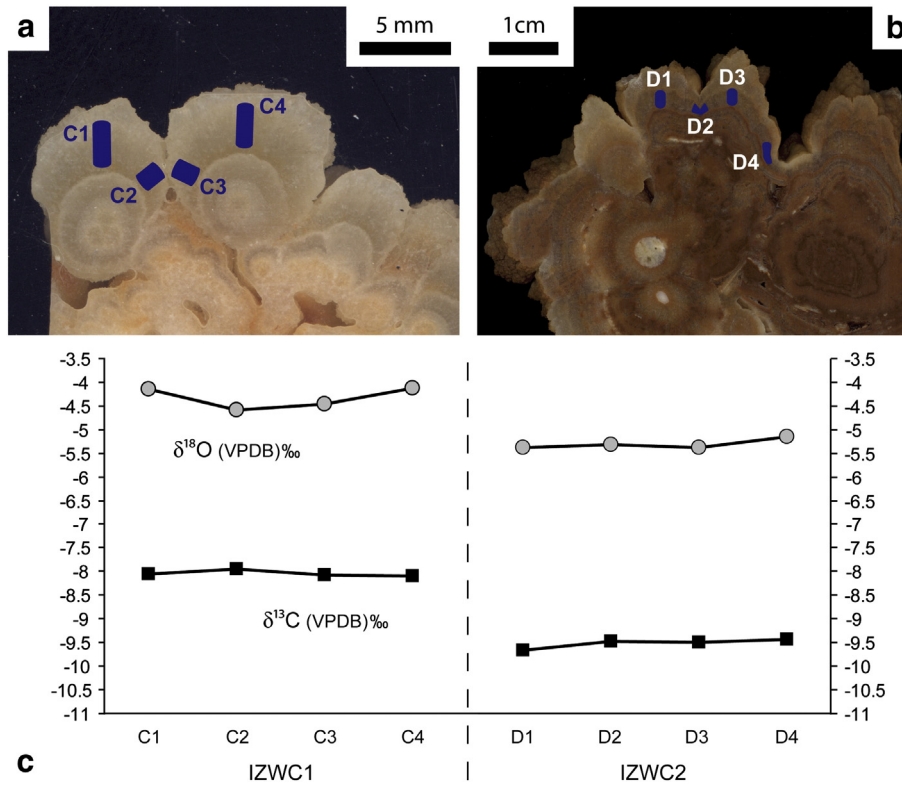 a
5 mm
1cm
b
C1
C4
C2
C3
D1
D3
D2
D4
-3.5
-4
-4.5
-5
-5.5
-6
-6.5
-7
-7.5
-8
-8.5
-9
-9.5
-10
-10.5
-11
δ¹⁸O (VPDB)‰
δ¹³C (VPDB)‰
-3.5
-4
-4.5
-5
-5.5
-6
-6.5
-7
-7.5
-8
-8.5
-9
-9.5
-10
-10.5
-11
C1 C2 C3 C4 D1 D2 D3 D4
c
IZWC1 IZWC2